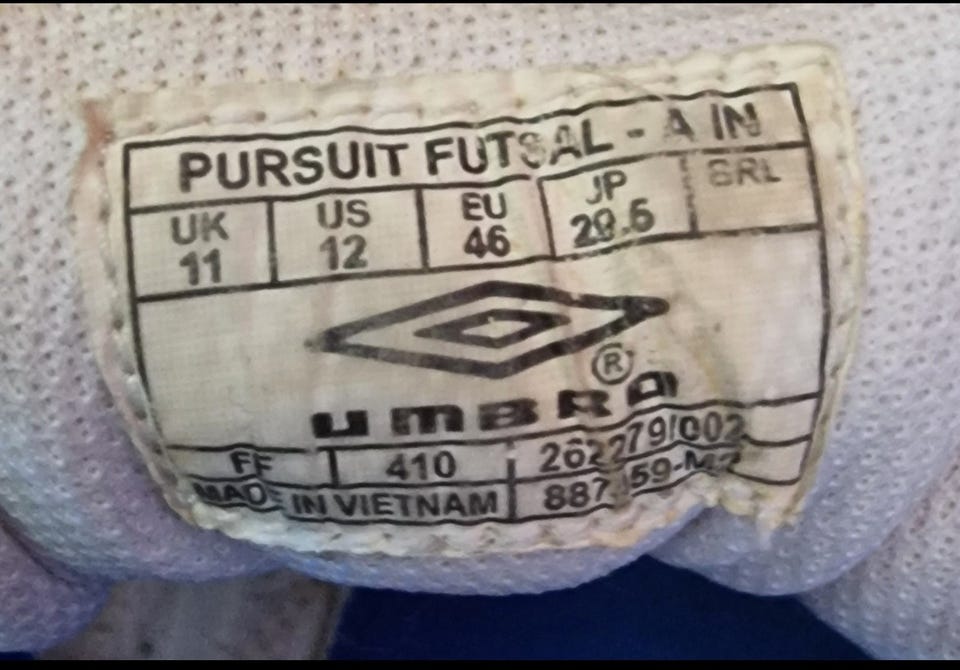 PURSUIT FUTSAL - A IN
UK US EU JP BRL
11 12 46 29.5
®
UMBRO
FF 410 262279/002
MADE IN VIETNAM